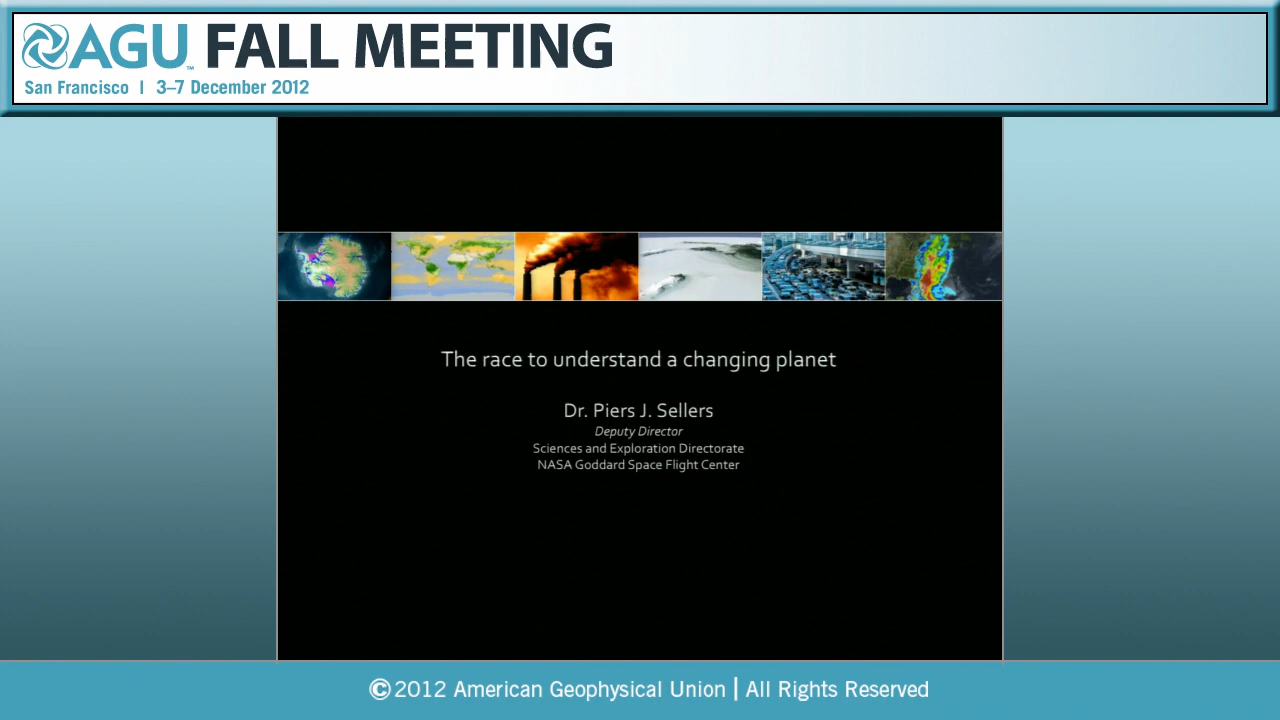 AGU™ FALL MEETING
San Francisco | 3–7 December 2012
The race to understand a changing planet
Dr. Piers J. Sellers
Deputy Director
Sciences and Exploration Directorate
NASA Goddard Space Flight Center
©2012 American Geophysical Union | All Rights Reserved